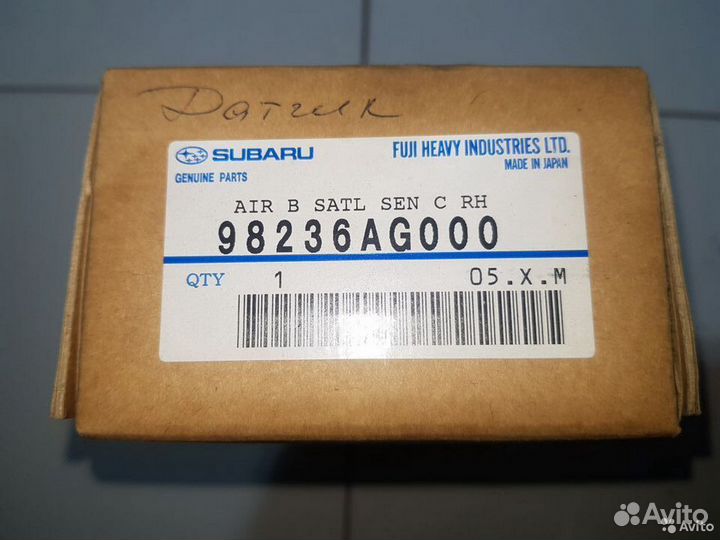 Датчик
SUBARU FUJI HEAVY INDUSTRIES LTD.
GENUINE PARTS MADE IN JAPAN
AIR B SATL SEN C RH
98236AG000
QTY 1 05.X.M
Avito
Avito